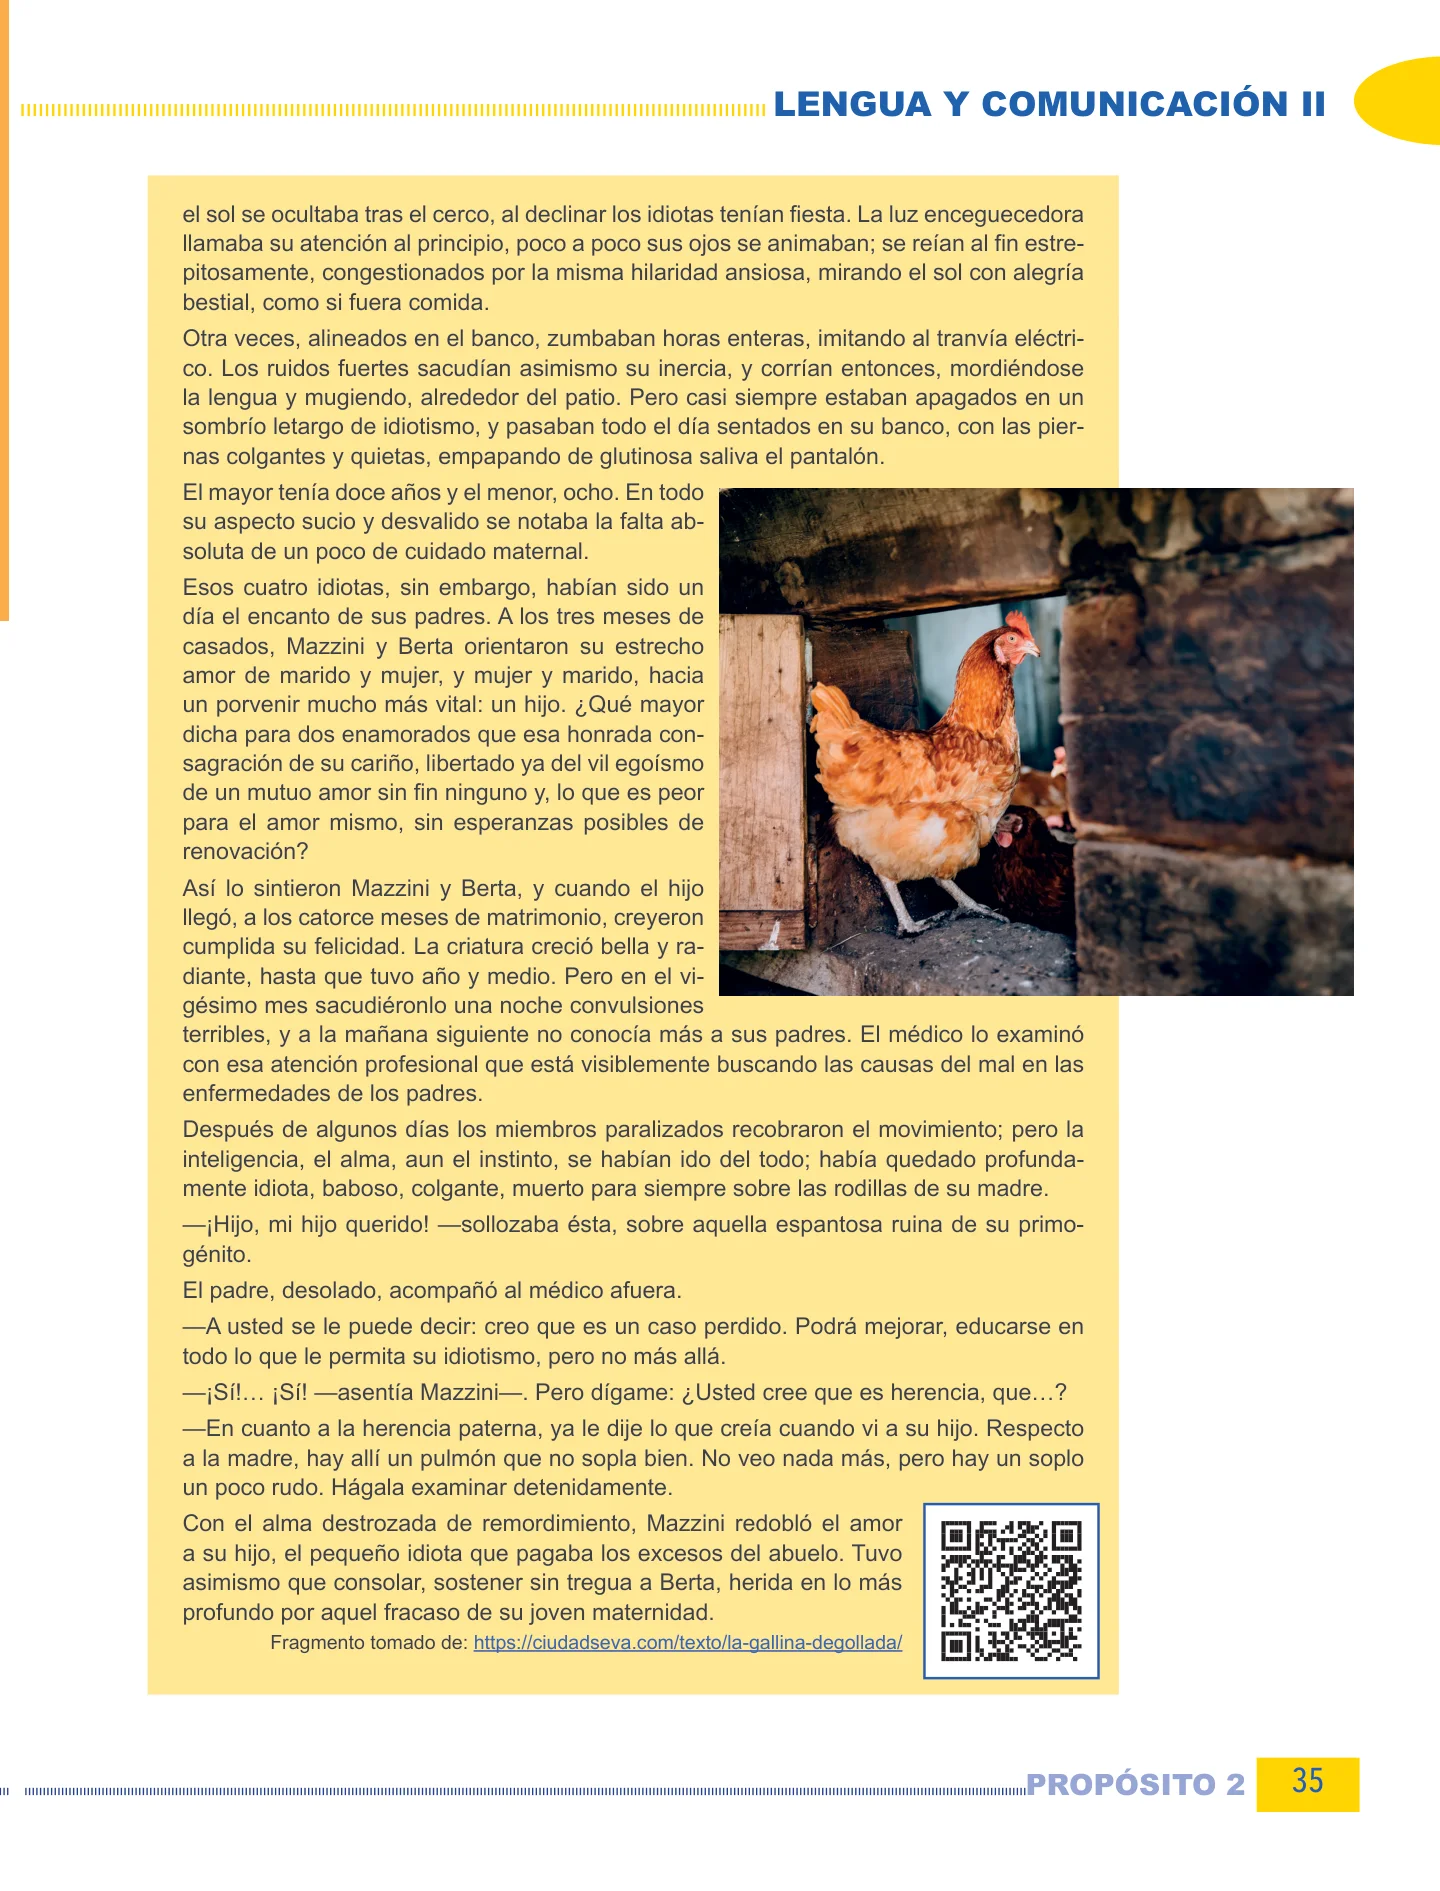 LENGUA Y COMUNICACIÓN II
el sol se ocultaba tras el cerco, al declinar los idiotas tenían fiesta. La luz enceguecedora
llamaba su atención al principio, poco a poco sus ojos se animaban; se reían al fin estre-
pitosamente, congestionados por la misma hilaridad ansiosa, mirando el sol con alegría
bestial, como si fuera comida.
Otra veces, alineados en el banco, zumbaban horas enteras, imitando al tranvía eléctri-
co. Los ruidos fuertes sacudían asimismo su inercia, y corrían entonces, mordiéndose
la lengua y mugiendo, alrededor del patio. Pero casi siempre estaban apagados en un
sombrío letargo de idiotismo, y pasaban todo el día sentados en su banco, con las pier-
nas colgantes y quietas, empapando de glutinosa saliva el pantalón.
El mayor tenía doce años y el menor, ocho. En todo
su aspecto sucio y desvalido se notaba la falta ab-
soluta de un poco de cuidado maternal.
Esos cuatro idiotas, sin embargo, habían sido un
día el encanto de sus padres. A los tres meses de
casados, Mazzini y Berta orientaron su estrecho
amor de marido y mujer, y mujer y marido, hacia
un porvenir mucho más vital: un hijo. ¿Qué mayor
dicha para dos enamorados que esa honrada con-
sagración de su cariño, libertado ya del vil egoísmo
de un mutuo amor sin fin ninguno y, lo que es peor
para el amor mismo, sin esperanzas posibles de
renovación?
Así lo sintieron Mazzini y Berta, y cuando el hijo
llegó, a los catorce meses de matrimonio, creyeron
cumplida su felicidad. La criatura creció bella y ra-
diante, hasta que tuvo año y medio. Pero en el vi-
gésimo mes sacudiéronlo una noche convulsiones
terribles, y a la mañana siguiente no conocía más a sus padres. El médico lo examinó
con esa atención profesional que está visiblemente buscando las causas del mal en las
enfermedades de los padres.
Después de algunos días los miembros paralizados recobraron el movimiento; pero la
inteligencia, el alma, aun el instinto, se habían ido del todo; había quedado profunda-
mente idiota, baboso, colgante, muerto para siempre sobre las rodillas de su madre.
—¡Hijo, mi hijo querido! —sollozaba ésta, sobre aquella espantosa ruina de su primo-
génito.
El padre, desolado, acompañó al médico afuera.
—A usted se le puede decir: creo que es un caso perdido. Podrá mejorar, educarse en
todo lo que le permita su idiotismo, pero no más allá.
—¡Sí!… ¡Sí! —asentía Mazzini—. Pero dígame: ¿Usted cree que es herencia, que…?
—En cuanto a la herencia paterna, ya le dije lo que creía cuando vi a su hijo. Respecto
a la madre, hay allí un pulmón que no sopla bien. No veo nada más, pero hay un soplo
un poco rudo. Hágala examinar detenidamente.
Con el alma destrozada de remordimiento, Mazzini redobló el amor
a su hijo, el pequeño idiota que pagaba los excesos del abuelo. Tuvo
asimismo que consolar, sostener sin tregua a Berta, herida en lo más
profundo por aquel fracaso de su joven maternidad.
Fragmento tomado de: https://ciudadseva.com/texto/la-gallina-degollada/
PROPÓSITO 2 35